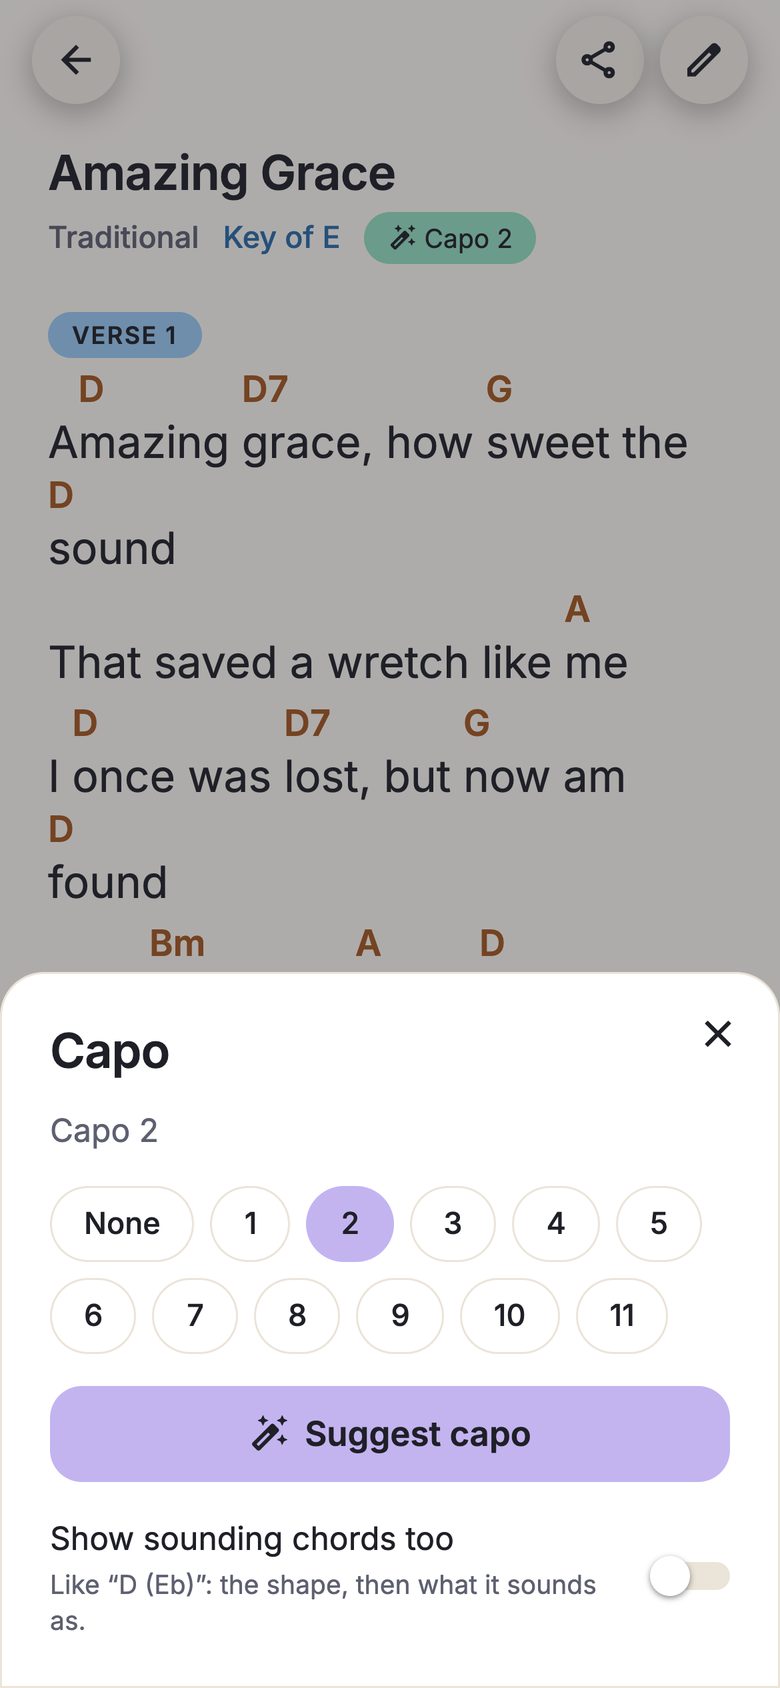 Amazing Grace
Traditional Key of E Capo 2
VERSE 1
D D7 G
Amazing grace, how sweet the
D
sound
A
That saved a wretch like me
D D7 G
I once was lost, but now am
D
found
Bm A D
Capo
Capo 2
None 1 2 3 4 5
6 7 8 9 10 11
Suggest capo
Show sounding chords too
Like “D (Eb)”: the shape, then what it sounds
as.